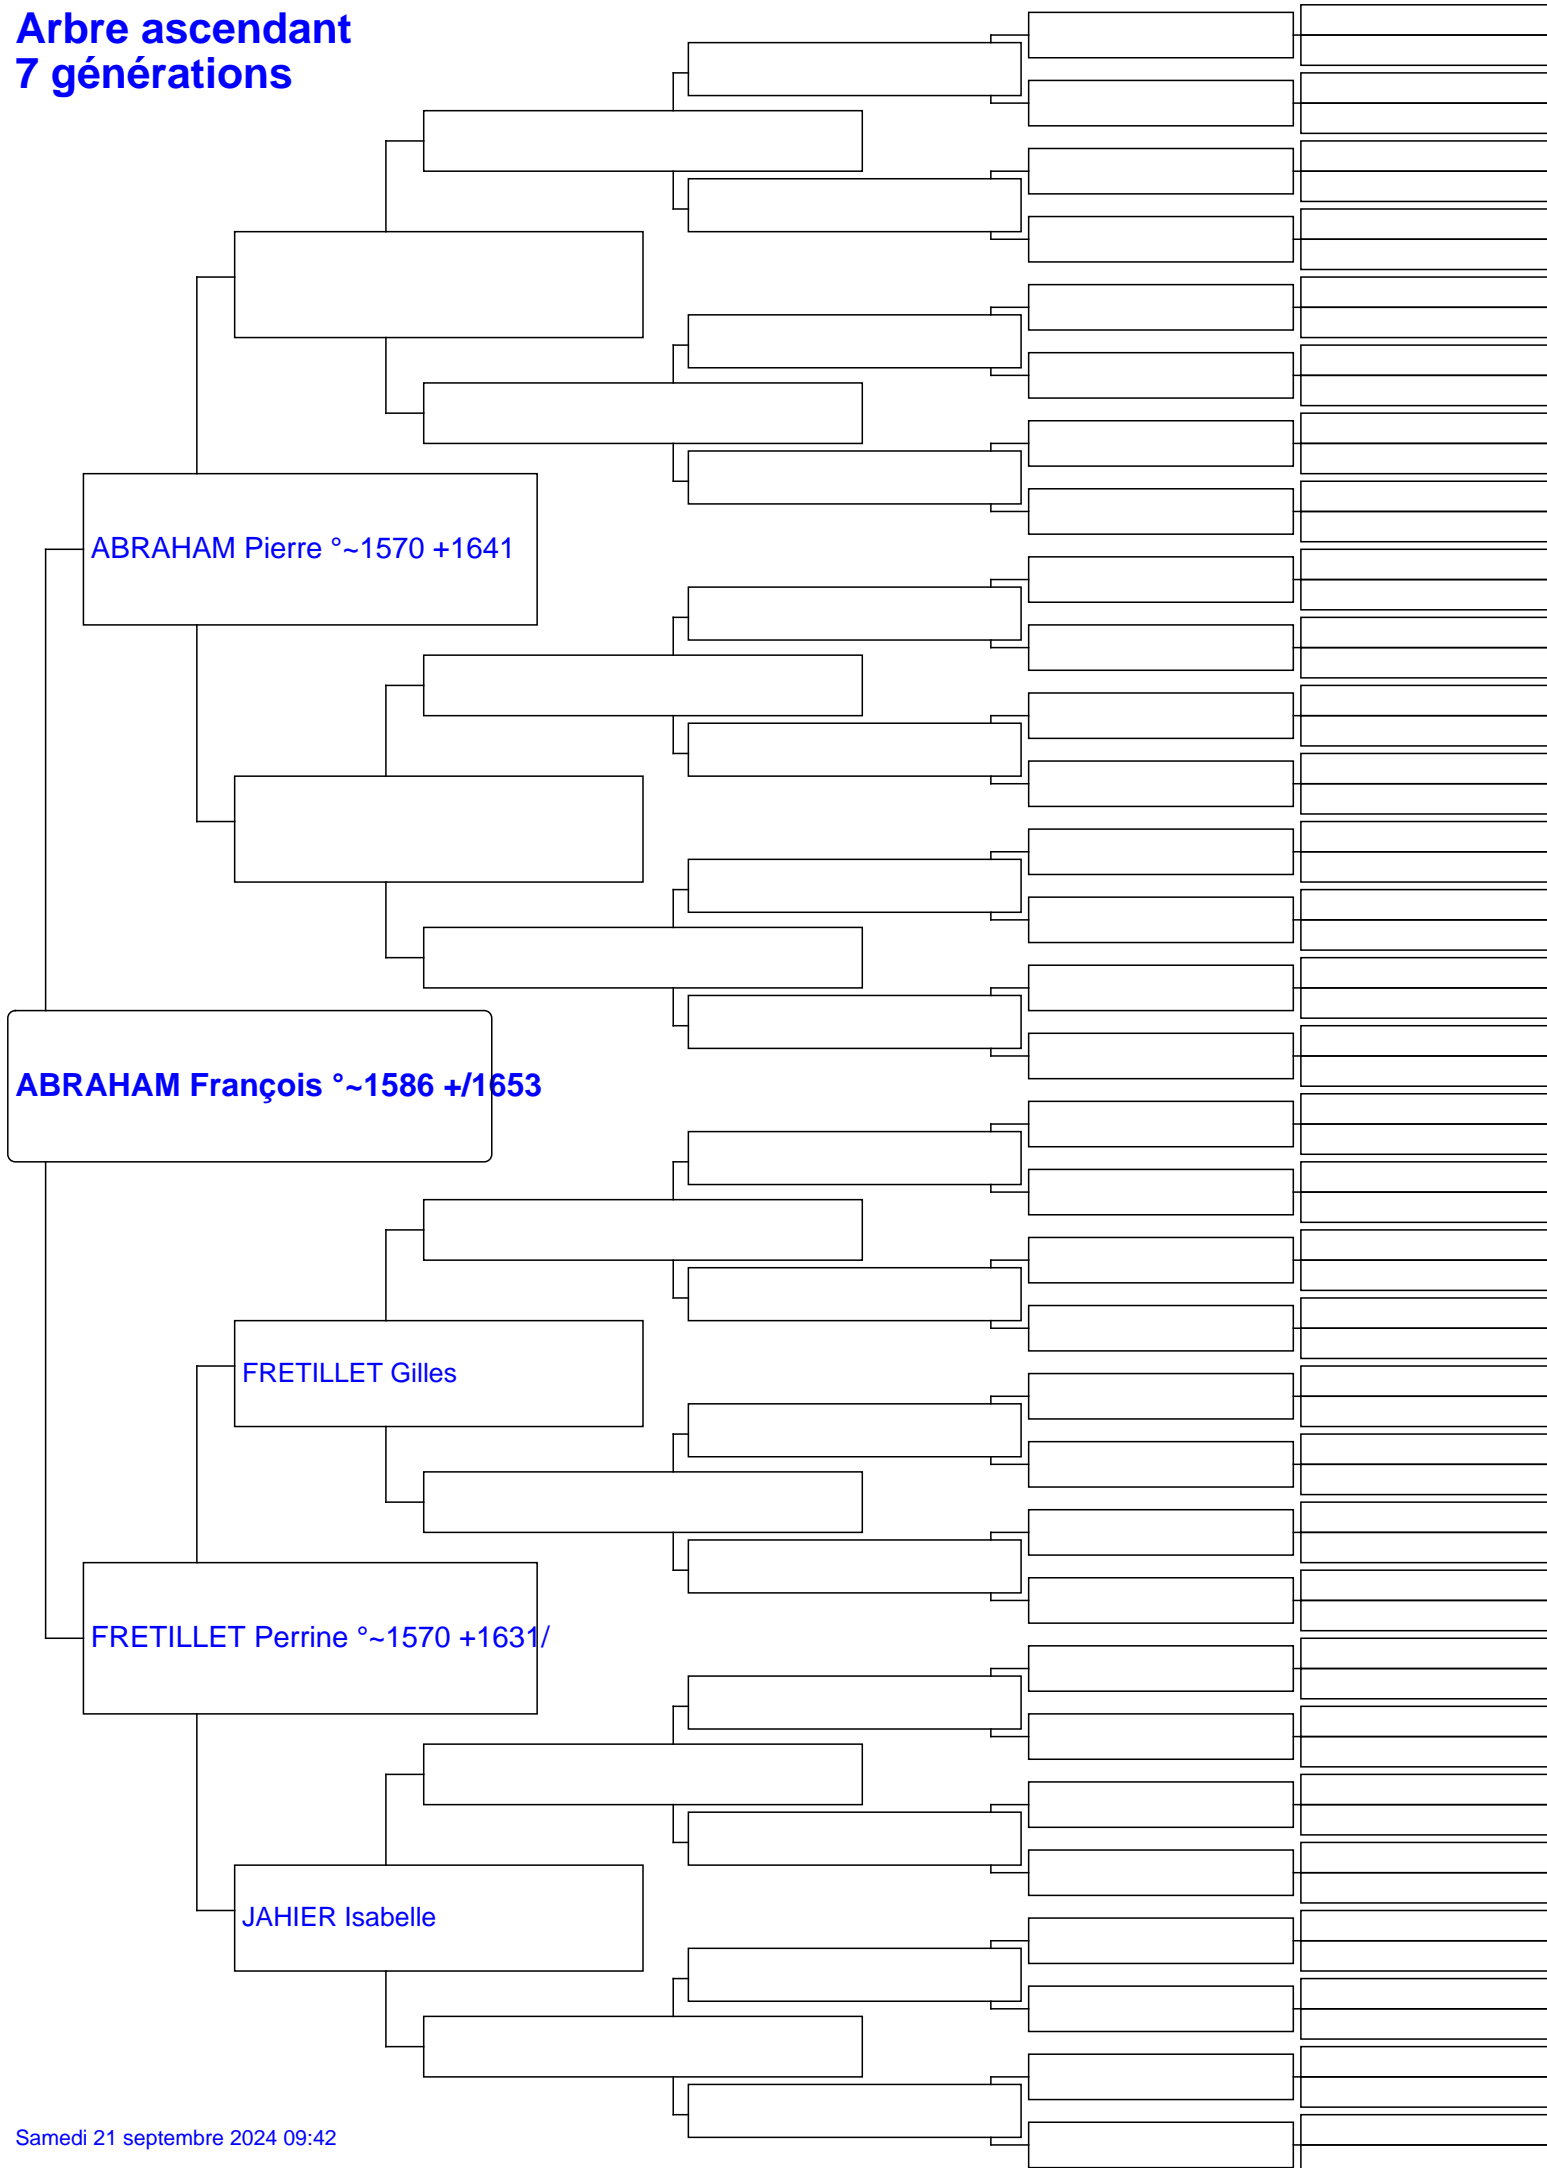 Arbre ascendant
7 générations
ABRAHAM Pierre °~1570 +1641
ABRAHAM François °~1586 +/1653
FRETILLET Gilles
FRETILLET Perrine °~1570 +1631/
JAHIER Isabelle
Samedi 21 septembre 2024 09:42